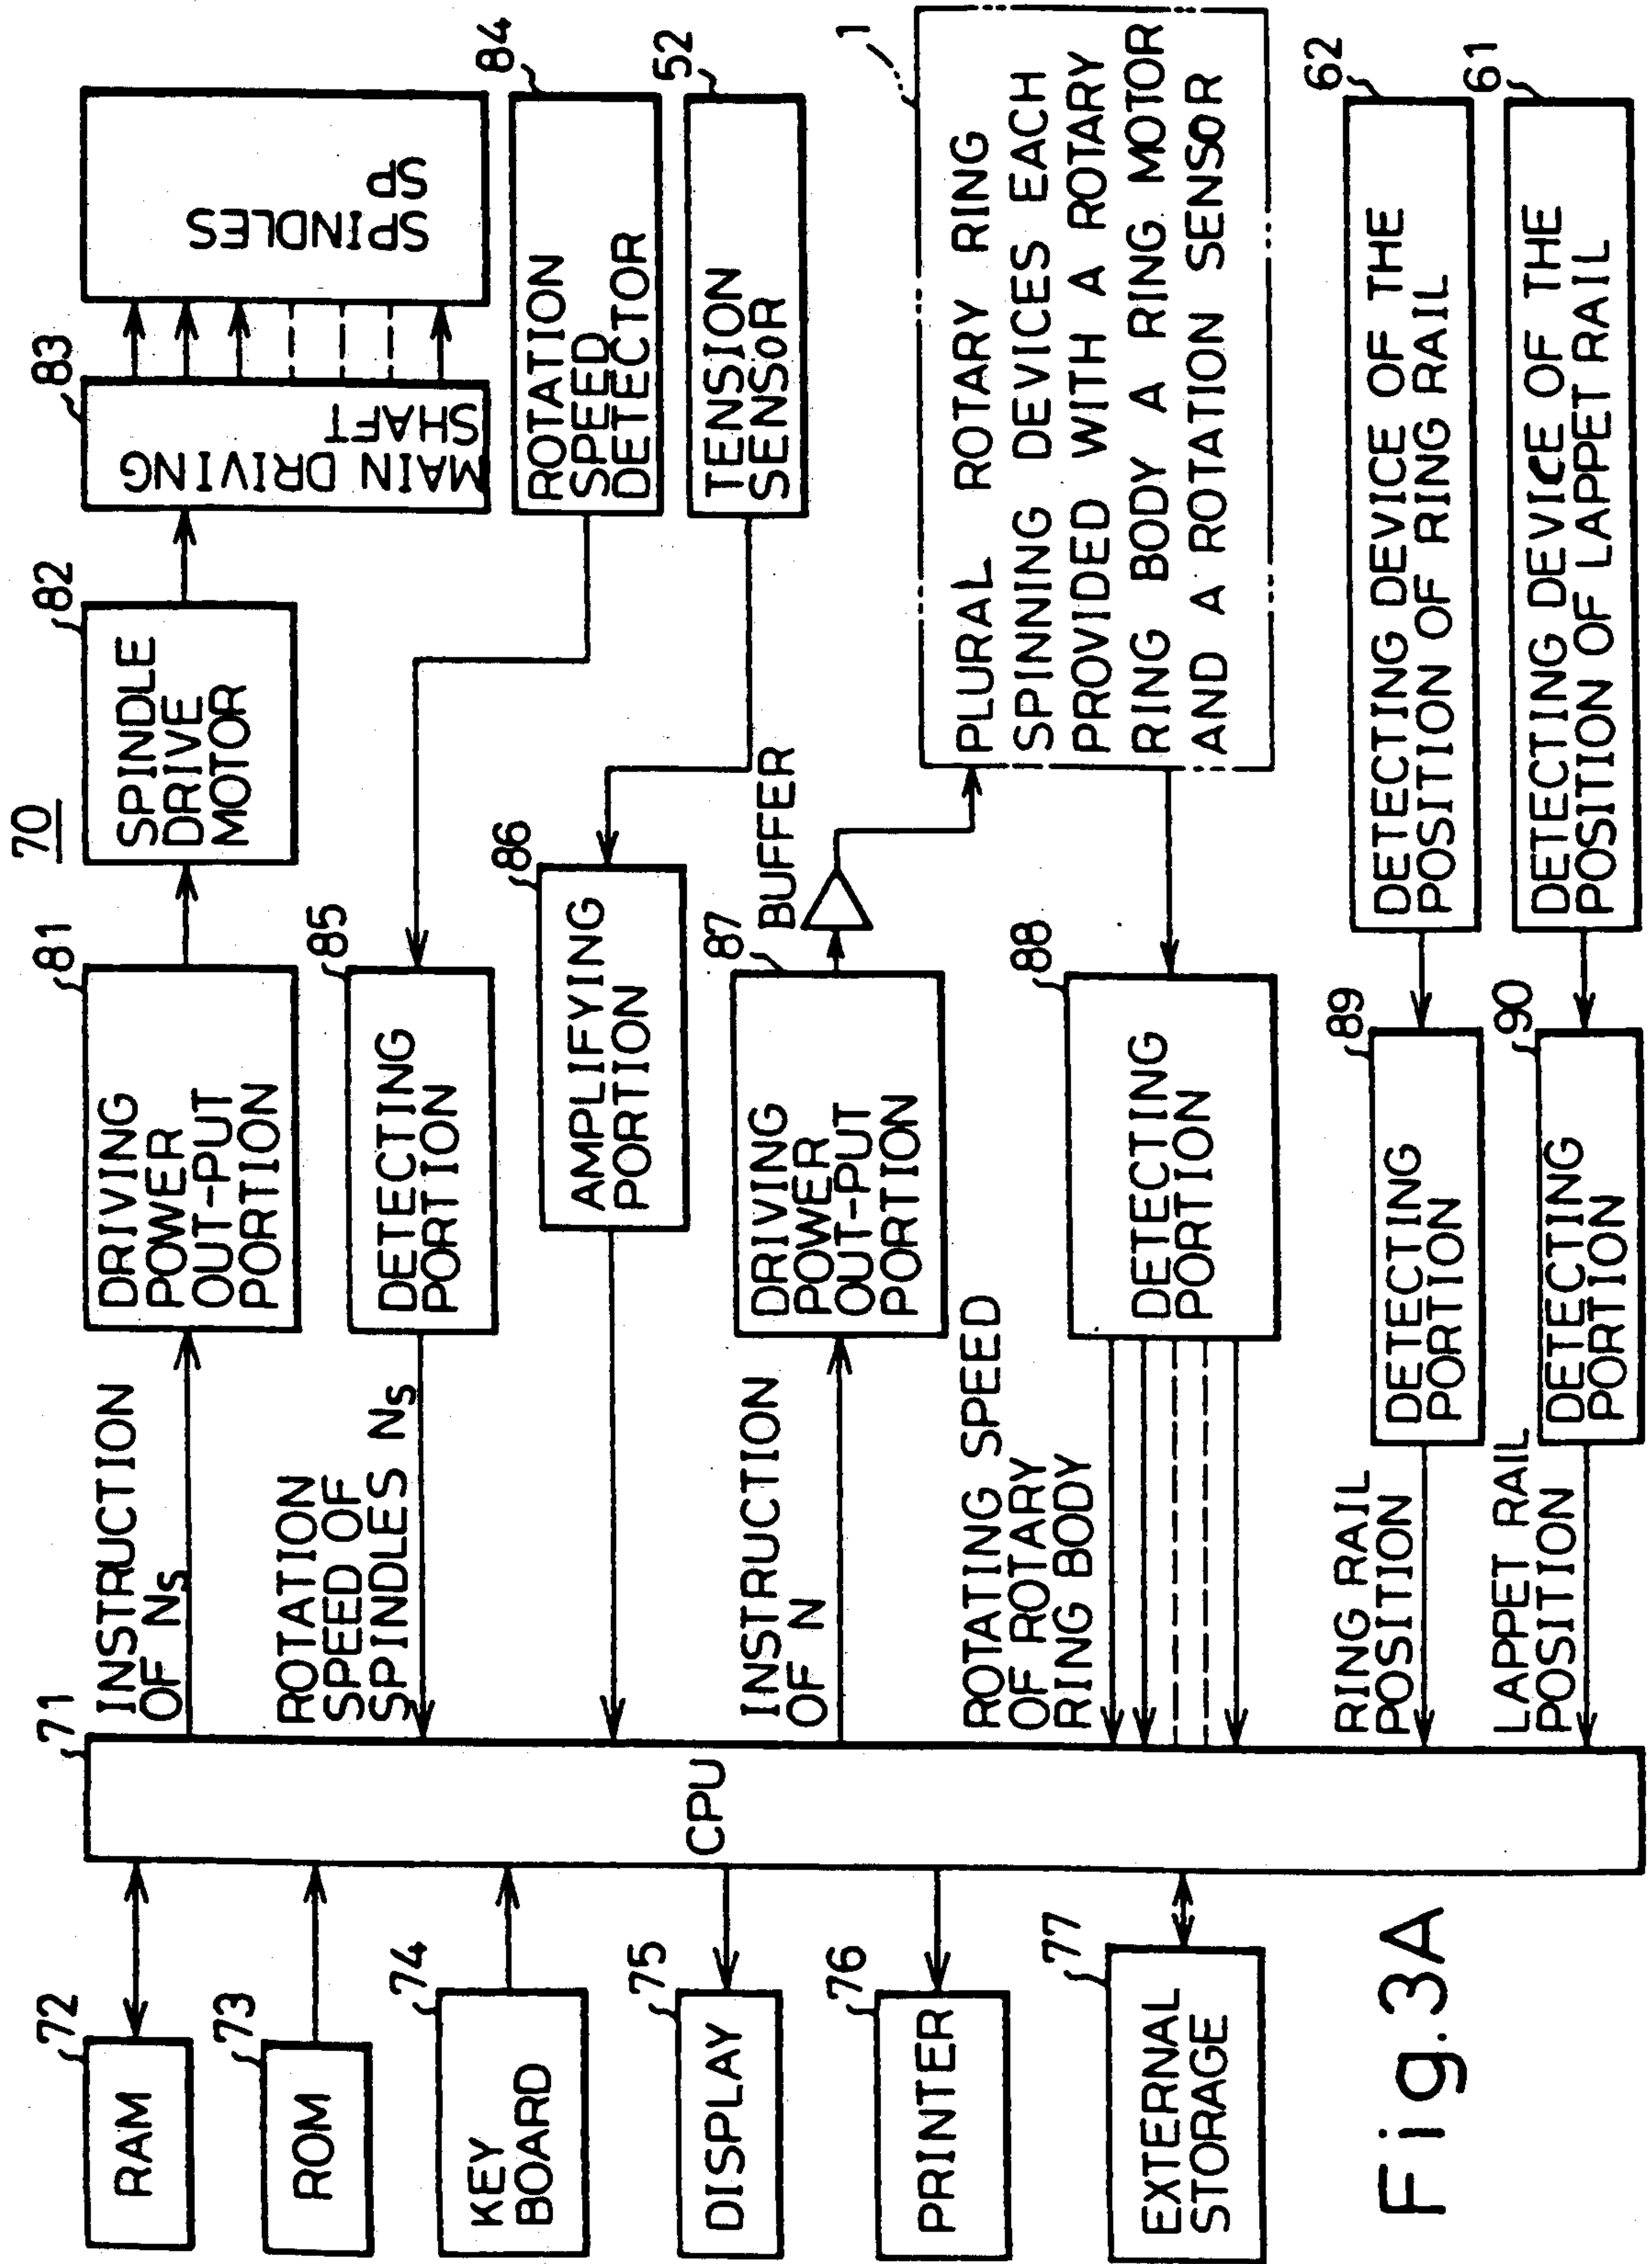 70
72
RAM
73
ROM
74
KEY
BOARD
75
DISPLAY
76
PRINTER
77
EXTERNAL
STORAGE
71
CPU
INSTRUCTION
OF Ns
81
DRIVING
POWER
OUT-PUT
PORTION
82
SPINDLE
DRIVE
MOTOR
83
MAIN DRIVING
SHAFT
SPINDLES
SP
ROTATION
SPEED OF
SPINDLES Ns
85
DETECTING
PORTION
84
ROTATION
SPEED
DETECTOR
86
AMPLIFYING
PORTION
52
TENSION
SENSOR
INSTRUCTION
OF N
87
DRIVING
POWER
OUT-PUT
PORTION
BUFFER
1
PLURAL ROTARY RING
SPINNING DEVICES EACH
PROVIDED WITH A ROTARY
RING BODY A RING MOTOR
AND A ROTATION SENSOR
ROTATING SPEED
OF ROTARY
RING BODY
88
DETECTING
PORTION
RING RAIL
POSITION
89
DETECTING
PORTION
62
DETECTING DEVICE OF THE
POSITION OF RING RAIL
LAPPET RAIL
POSITION
90
DETECTING
PORTION
61
DETECTING DEVICE OF THE
POSITION OF LAPPET RAIL
Fig.3A